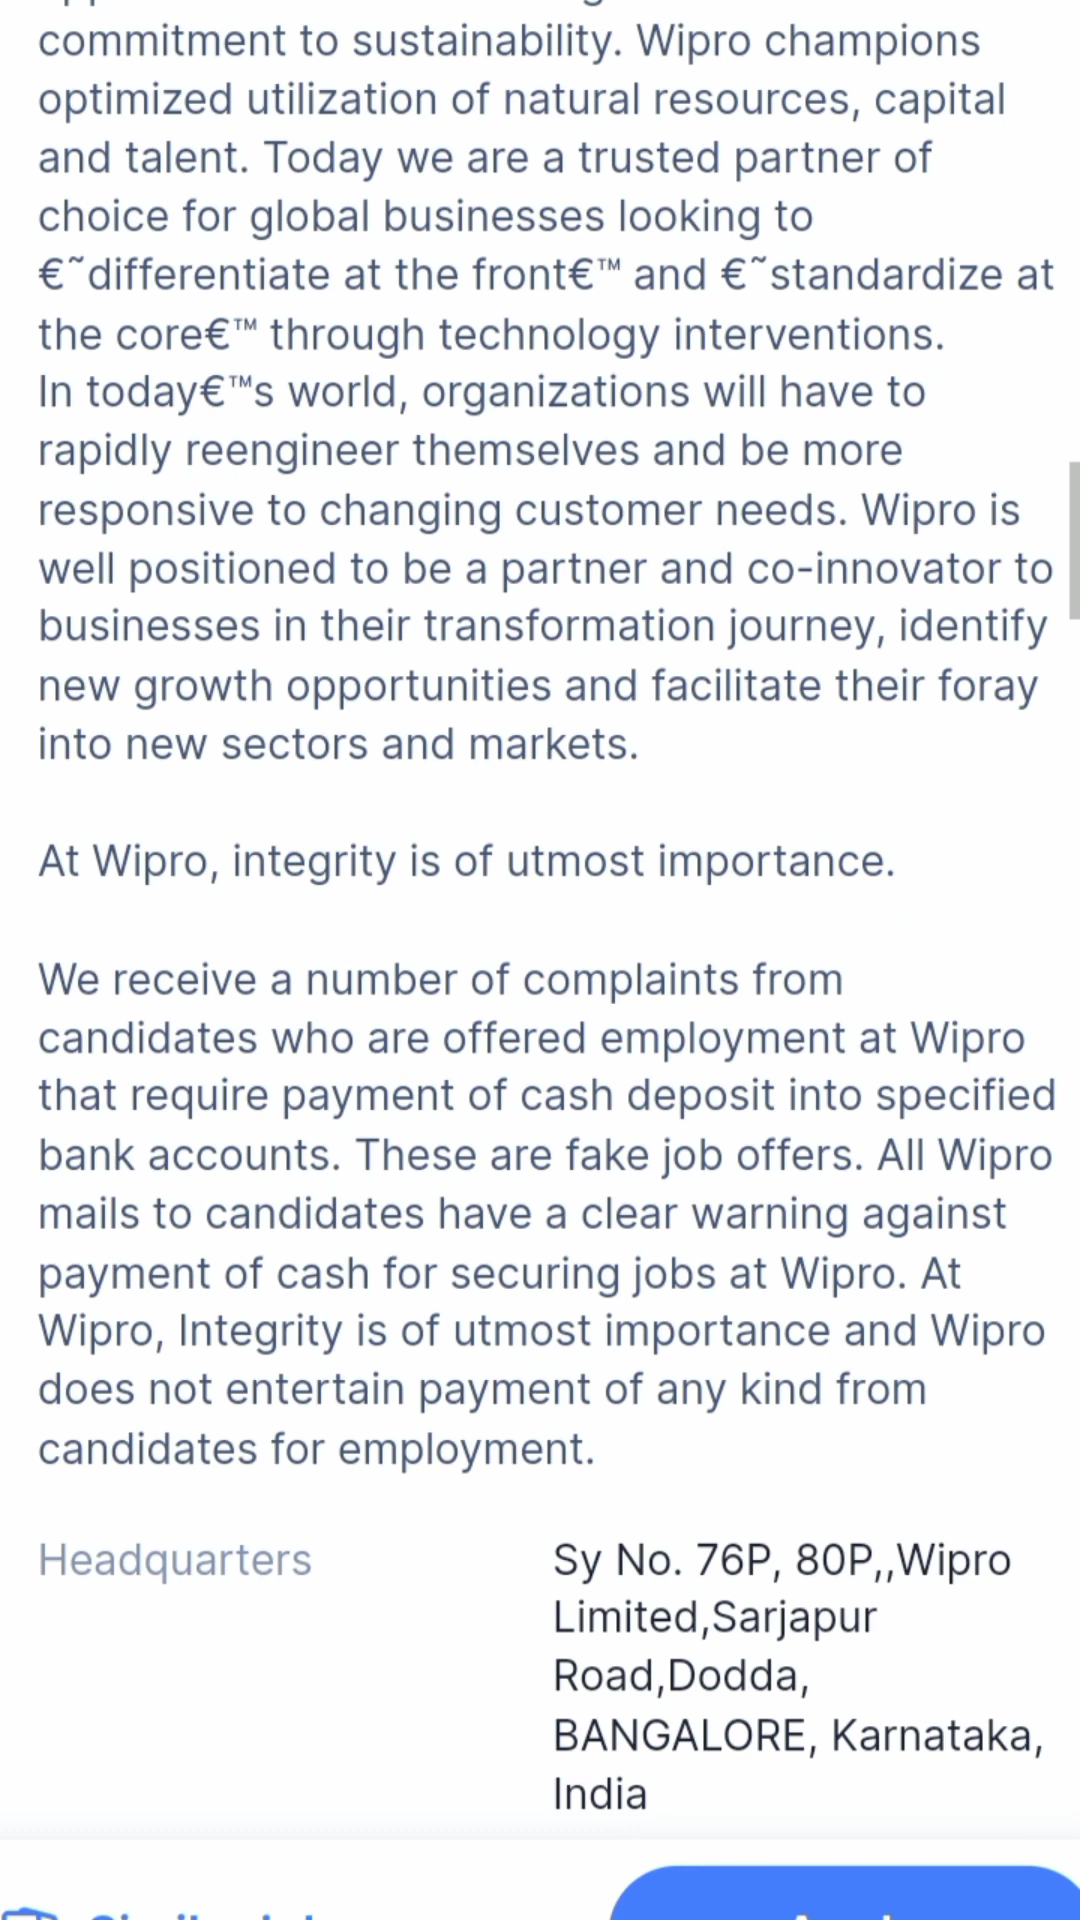 commitment to sustainability. Wipro champions
optimized utilization of natural resources, capital
and talent. Today we are a trusted partner of
choice for global businesses looking to
€˜differentiate at the front€™ and €˜standardize at
the core€™ through technology interventions.
In today€™s world, organizations will have to
rapidly reengineer themselves and be more
responsive to changing customer needs. Wipro is
well positioned to be a partner and co-innovator to
businesses in their transformation journey, identify
new growth opportunities and facilitate their foray
into new sectors and markets.
At Wipro, integrity is of utmost importance.
We receive a number of complaints from
candidates who are offered employment at Wipro
that require payment of cash deposit into specified
bank accounts. These are fake job offers. All Wipro
mails to candidates have a clear warning against
payment of cash for securing jobs at Wipro. At
Wipro, Integrity is of utmost importance and Wipro
does not entertain payment of any kind from
candidates for employment.
Headquarters
Sy No. 76P, 80P,,Wipro
Limited,Sarjapur
Road,Dodda,
BANGALORE, Karnataka,
India